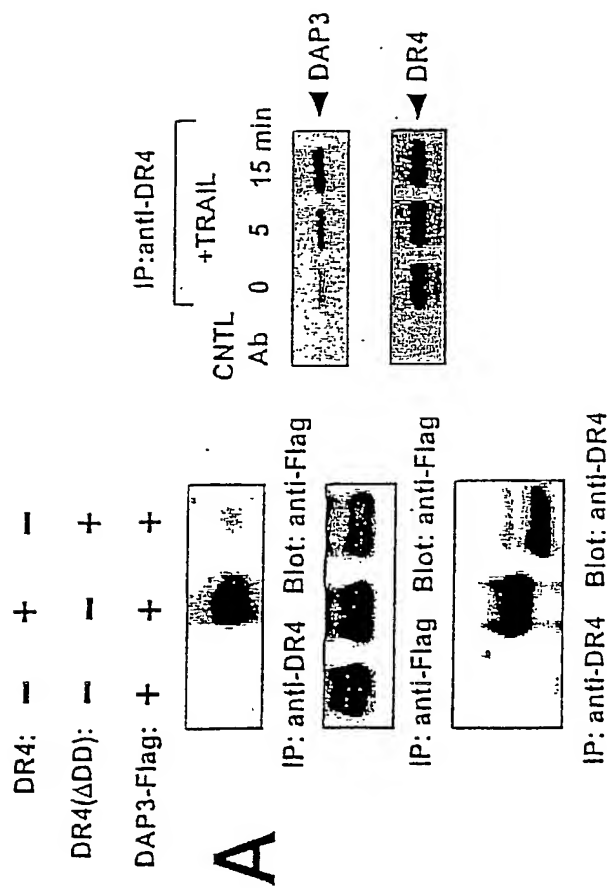 A
DR4: − + −
DR4(ΔDD): − − +
DAP3-Flag: + + +
IP: anti-DR4 Blot: anti-Flag
IP: anti-Flag Blot: anti-Flag
IP: anti-DR4 Blot: anti-DR4
IP:anti-DR4
+TRAIL
CNTL
Ab 0 5 15 min
DAP3
DR4